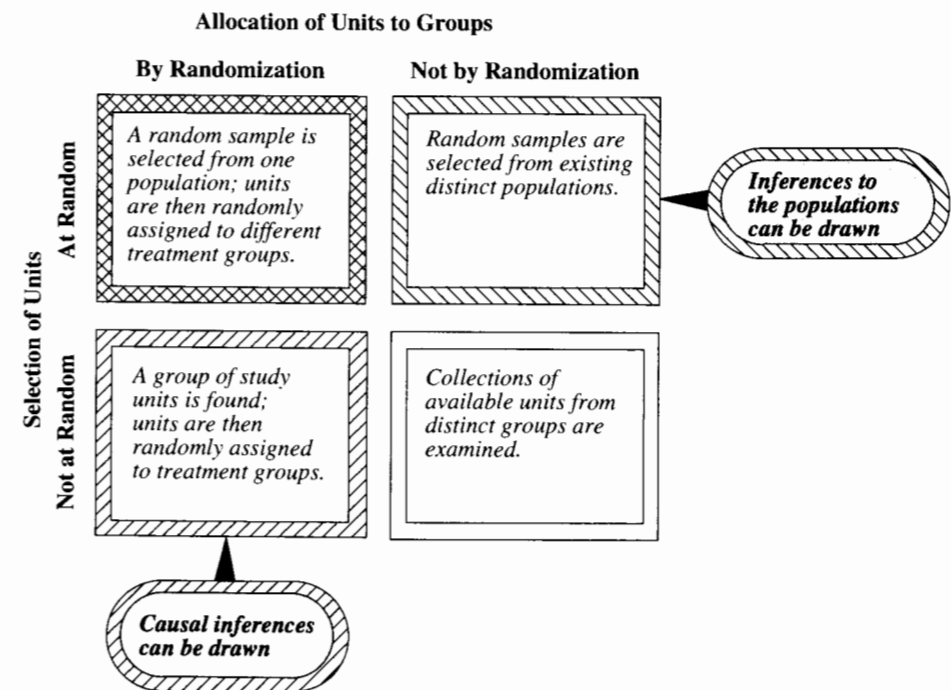 Allocation of Units to Groups
By Randomization
Not by Randomization
Selection of Units
At Random
A random sample is
selected from one
population; units
are then randomly
assigned to different
treatment groups.
Random samples are
selected from existing
distinct populations.
Inferences to
the populations
can be drawn
Not at Random
A group of study
units is found;
units are then
randomly assigned
to treatment groups.
Collections of
available units from
distinct groups are
examined.
Causal inferences
can be drawn